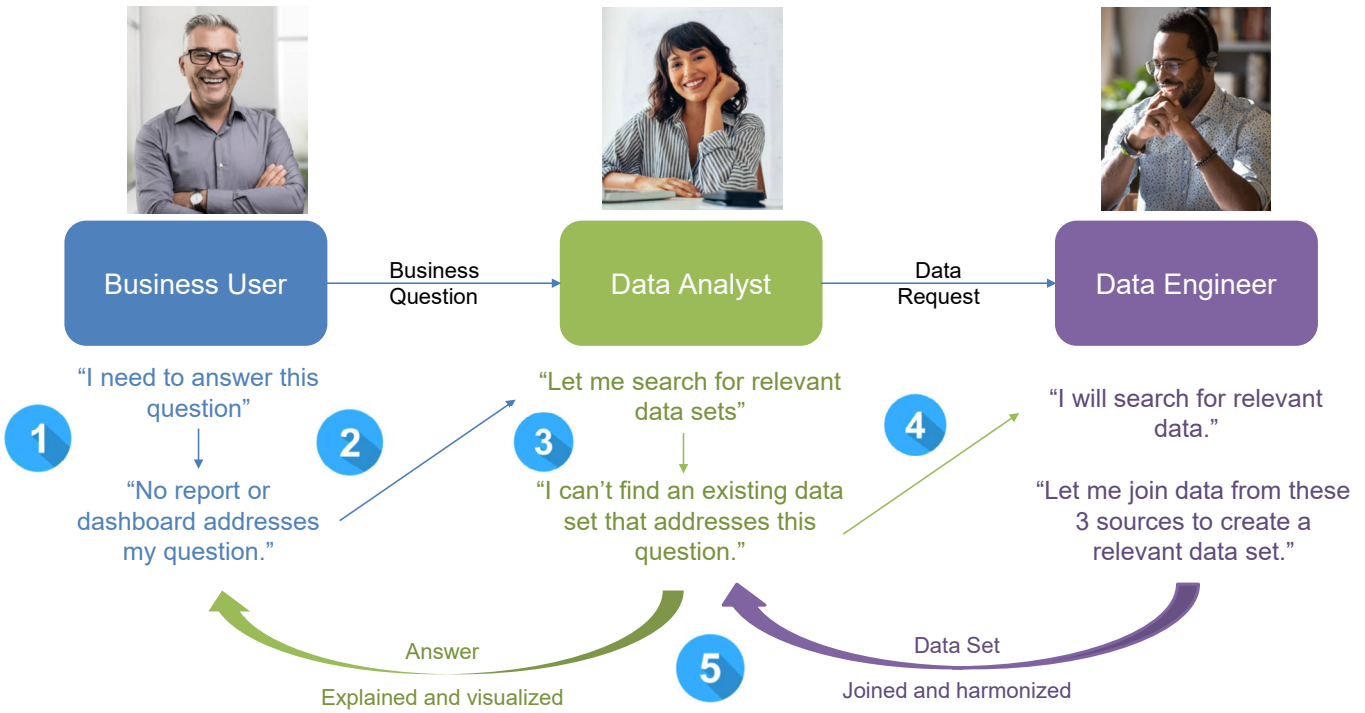 Business User
Business
Question
Data Analyst
Data
Request
Data Engineer
1
“I need to answer this
question”
“No report or
dashboard addresses
my question.”
2
3
“Let me search for relevant
data sets”
“I can’t find an existing data
set that addresses this
question.”
4
“I will search for relevant
data.”
“Let me join data from these
3 sources to create a
relevant data set.”
Answer
Explained and visualized
5
Data Set
Joined and harmonized